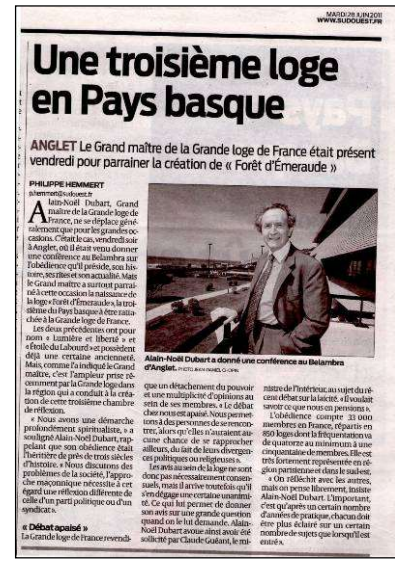 MARDI 28 JUIN 2011
WWW.SUDOUEST.FR
Une troisième loge
en Pays basque
ANGLET Le Grand maître de la Grande loge de France était présent
vendredi pour parrainer la création de « Forêt d'Émeraude »
PHILIPPE HEMMERT
p.hemmert@sudouest.fr
Alain-Noël Dubart, Grand
maître de la Grande loge de
France, ne se déplace géné-
ralement que pour les grandes oc-
casions. C'était le cas, vendredi soir
à Anglet, où il était venu donner
une conférence au Belambra sur
l'obédience qu'il préside, son his-
toire, ses rites et son actualité. Mais
le Grand maître a surtout parrai-
né à cette occasion la naissance de
la loge « Forêt d'Émeraude », la troi-
sième du Pays basque à être ratta-
chée à la Grande loge de France.
Les deux précédentes ont pour
nom « Lumière et liberté » et
« Étoile du Labourd » et possèdent
déjà une certaine ancienneté.
Mais, comme l'a indiqué le Grand
maître, c'est l'ampleur prise ré-
cemment par la Grande loge dans
la région qui a conduit à la créa-
tion de cette troisième chambre
de réflexion.
« Nous avons une démarche
profondément spiritualiste, » a
souligné Alain-Noël Dubart, rap-
pelant que son obédience était
l'héritière de près de trois siècles
d'histoire. « Nous discutons des
problèmes de la société, l'appro-
che maçonnique nécessite à cet
égard une réflexion différente de
celle d'un parti politique ou d'un
syndicat ».
« Débat apaisé »
La Grande loge de France revendi-
Alain-Noël Dubart a donné une conférence au Belambra
d'Anglet. PHOTO JEAN-DANIEL CHOPIN
que un détachement du pouvoir
et une multiplicité d'opinions au
sein de ses membres. « Le débat
chez nous est apaisé. Nous permet-
tons à des personnes de se rencon-
trer, alors qu'elles n'auraient au-
cune chance de se rapprocher
ailleurs, du fait de leurs divergen-
ces politiques ou religieuses ».
Les avis au sein de la loge ne sont
donc pas nécessairement consen-
suels, mais il arrive toutefois qu'il
s'en dégage une certaine unanimi-
té. Ce qui lui permet de donner
son avis sur une grande question
quand on le lui demande. Alain-
Noël Dubart avoue ainsi avoir été
sollicité par Claude Guéant, le mi-
nistre de l'Intérieur, au sujet du ré-
cent débat sur la laïcité. « Il voulait
savoir ce que nous en pensions ».
L'obédience compte 33 000
membres en France, répartis en
850 loges dont la fréquentation va
de quatorze au minimum à une
cinquantaine de membres. Elle est
très fortement représentée en ré-
gion parisienne et dans le sud-est.
« On réfléchit avec les autres,
mais on pense librement, insiste
Alain-Noël Dubart. L'important,
c'est qu'après un certain nombre
d'années de pratique, chacun doit
être plus éclairé sur un certain
nombre de sujets que lorsqu'il est
entré ».